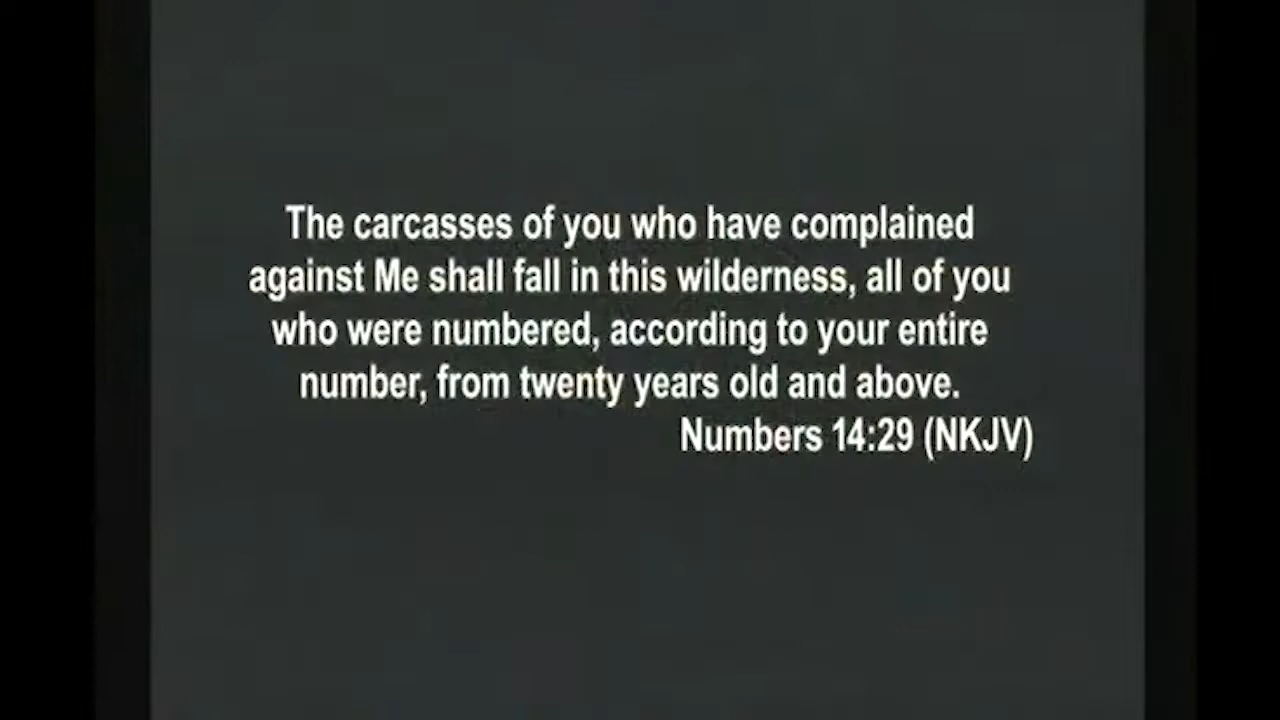 The carcasses of you who have complained
against Me shall fall in this wilderness, all of you
who were numbered, according to your entire
number, from twenty years old and above.
Numbers 14:29 (NKJV)